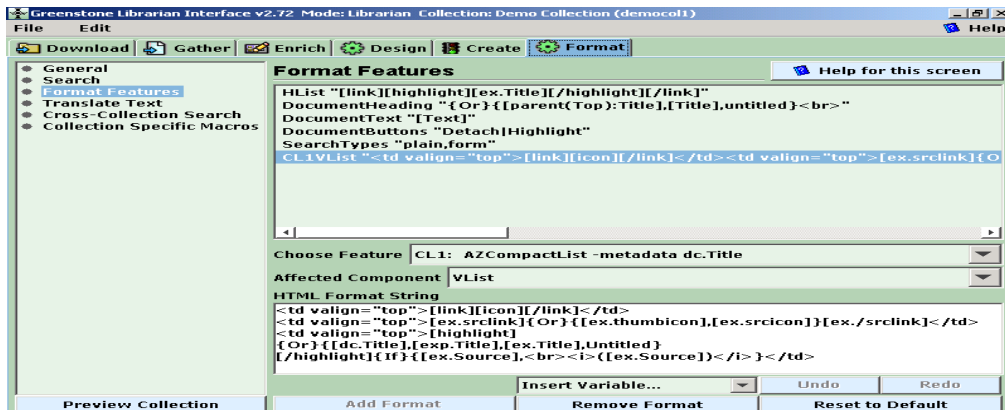 Greenstone Librarian Interface v2.72 Mode: Librarian Collection: Demo Collection (democol1)
File Edit Help
Download Gather Enrich Design Create Format
General
Search
Format Features
Translate Text
Cross-Collection Search
Collection Specific Macros
Format Features Help for this screen
HList "[link][highlight][ex.Title][/highlight][/link]"
DocumentHeading "{Or}{[parent(Top):Title],[Title],untitled}<br>"
DocumentText "[Text]"
DocumentButtons "Detach|Highlight"
SearchTypes "plain,form"
CL1VList "<td valign="top">[link][icon][/link]</td><td valign="top">[ex.srclink]{O
Choose Feature CL1: AZCompactList -metadata dc.Title
Affected Component VList
HTML Format String
<td valign="top">[link][icon][/link]</td>
<td valign="top">[ex.srclink]{Or}{[ex.thumbicon],[ex.srcicon]}[ex./srclink]</td>
<td valign="top">[highlight]
{Or}{[dc.Title],[exp.Title],[ex.Title],Untitled}
[/highlight]{If}{[ex.Source],<br><i>([ex.Source])</i>}</td>
Insert Variable... Undo Redo
Preview Collection Add Format Remove Format Reset to Default